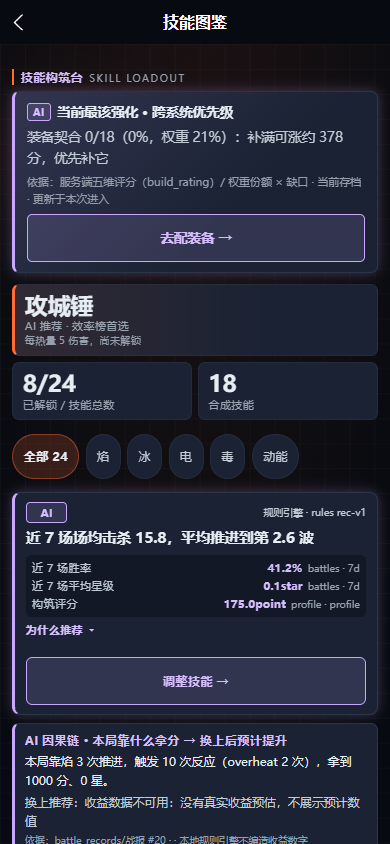 技能图鉴
技能构筑台 SKILL LOADOUT
AI 当前最该强化 • 跨系统优先级
装备契合 0/18（0%，权重 21%）：补满可涨约 378
分，优先补它
依据：服务端五维评分（build_rating）/ 权重份额 × 缺口 · 当前存档
· 更新于本次进入
去配装备 →
攻城锤
AI 推荐 · 效率榜首选
每热量 5 伤害，尚未解锁
8/24
已解锁 / 技能总数
18
合成技能
全部 24 焰 冰 电 毒 动能
AI 规则引擎 · rules rec-v1
近 7 场场均击杀 15.8，平均推进到第 2.6 波
近 7 场胜率 41.2% battles · 7d
近 7 场平均星级 0.1star battles · 7d
构筑评分 175.0point profile · profile
为什么推荐
调整技能 →
AI 因果链 • 本局靠什么拿分 → 换上后预计提升
本局靠焰 3 次推进，触发 10 次反应（overheat 2 次），拿到
1000 分、0 星。
换上推荐：收益数据不可用：没有真实收益预估，不展示预计数
值
依据：battle_records/战报 #20 · · 本地规则引擎不编造收益数字